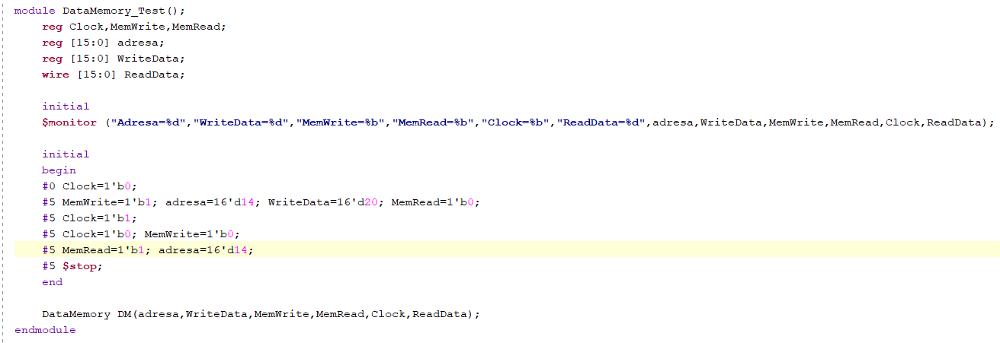 module DataMemory_Test();
reg Clock,MemWrite,MemRead;
reg [15:0] adresa;
reg [15:0] WriteData;
wire [15:0] ReadData;
initial
$monitor ("Adresa=%d","WriteData=%d","MemWrite=%b","MemRead=%b","Clock=%b","ReadData=%d",adresa,WriteData,MemWrite,MemRead,Clock,ReadData);
initial
begin
#0 Clock=1'b0;
#5 MemWrite=1'b1; adresa=16'd14; WriteData=16'd20; MemRead=1'b0;
#5 Clock=1'b1;
#5 Clock=1'b0; MemWrite=1'b0;
#5 MemRead=1'b1; adresa=16'd14;
#5 $stop;
end
DataMemory DM(adresa,WriteData,MemWrite,MemRead,Clock,ReadData);
endmodule